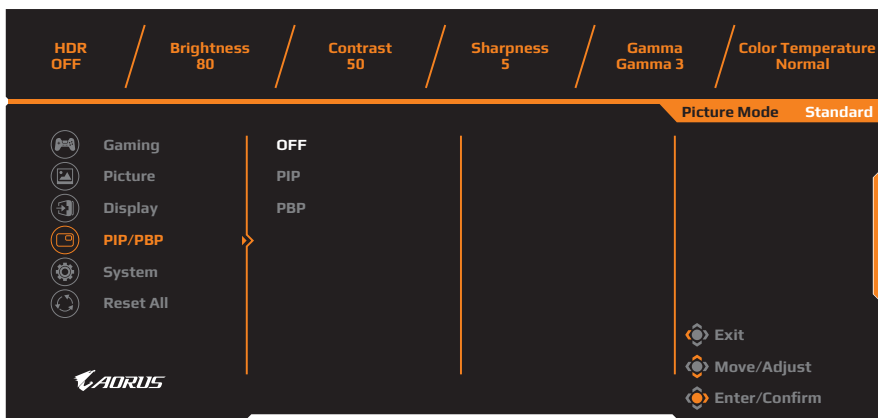 HDR Brightness Contrast Sharpness Gamma Color Temperature
OFF 80 50 5 Gamma 3 Normal
Picture Mode Standard
Gaming OFF
Picture PIP
Display PBP
PIP/PBP
System
Reset All
Exit
Move/Adjust
AORUS
Enter/Confirm